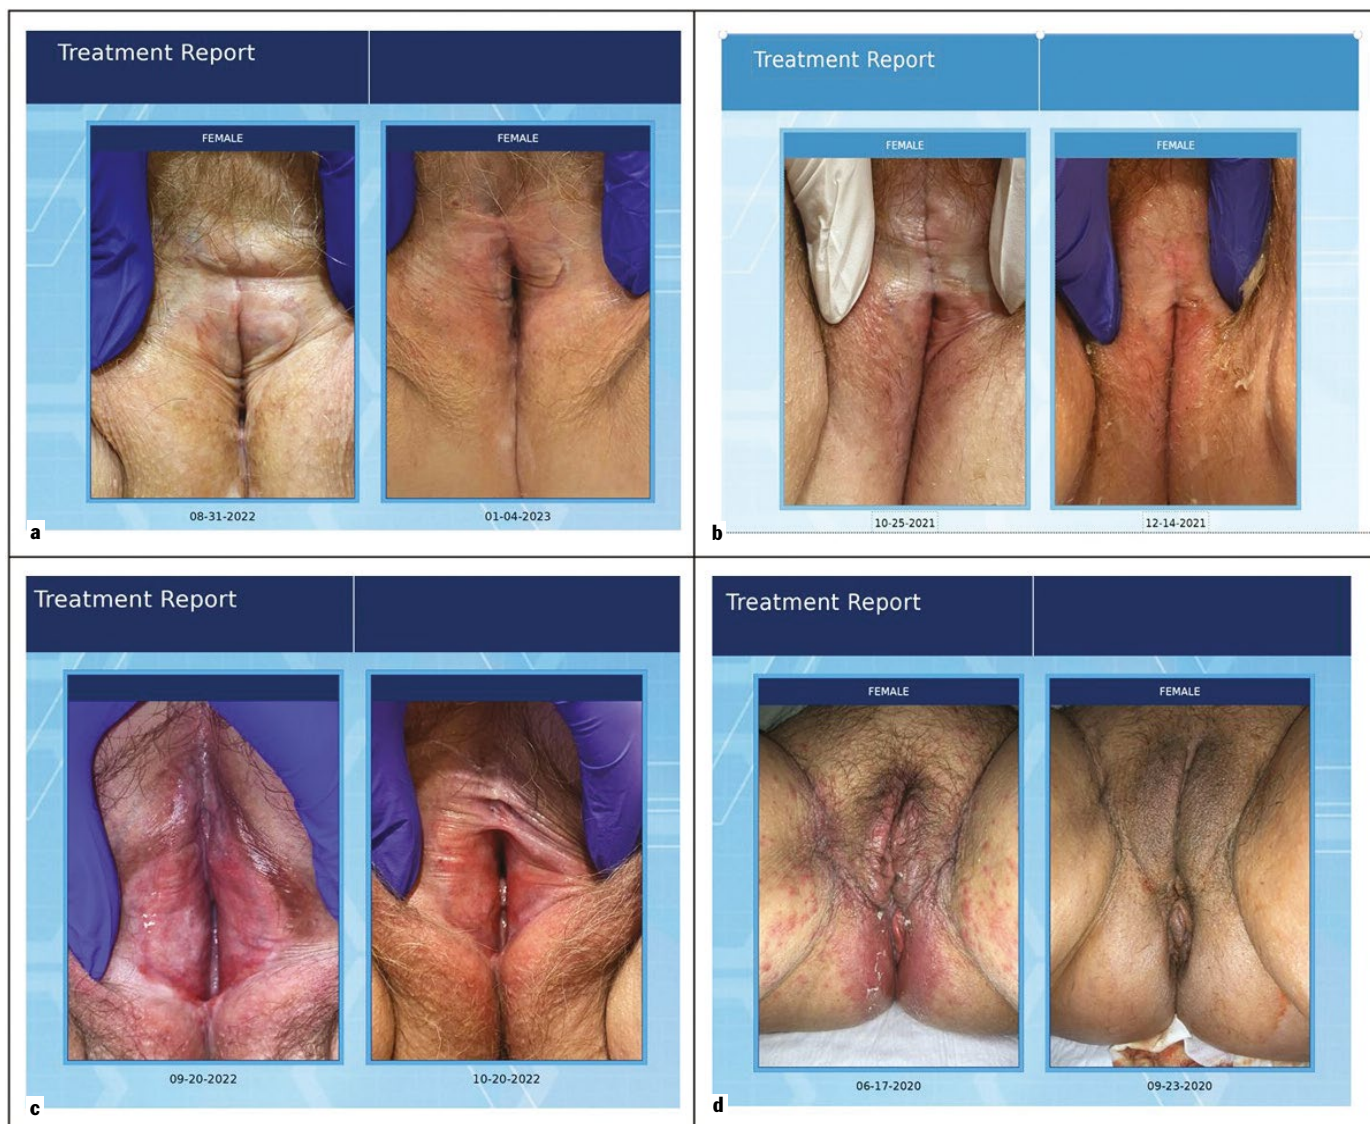 Treatment Report
FEMALE
FEMALE
08-31-2022
01-04-2023
a
Treatment Report
FEMALE
FEMALE
10-25-2021
12-14-2021
b
Treatment Report
09-20-2022
10-20-2022
c
Treatment Report
FEMALE
FEMALE
06-17-2020
09-23-2020
d